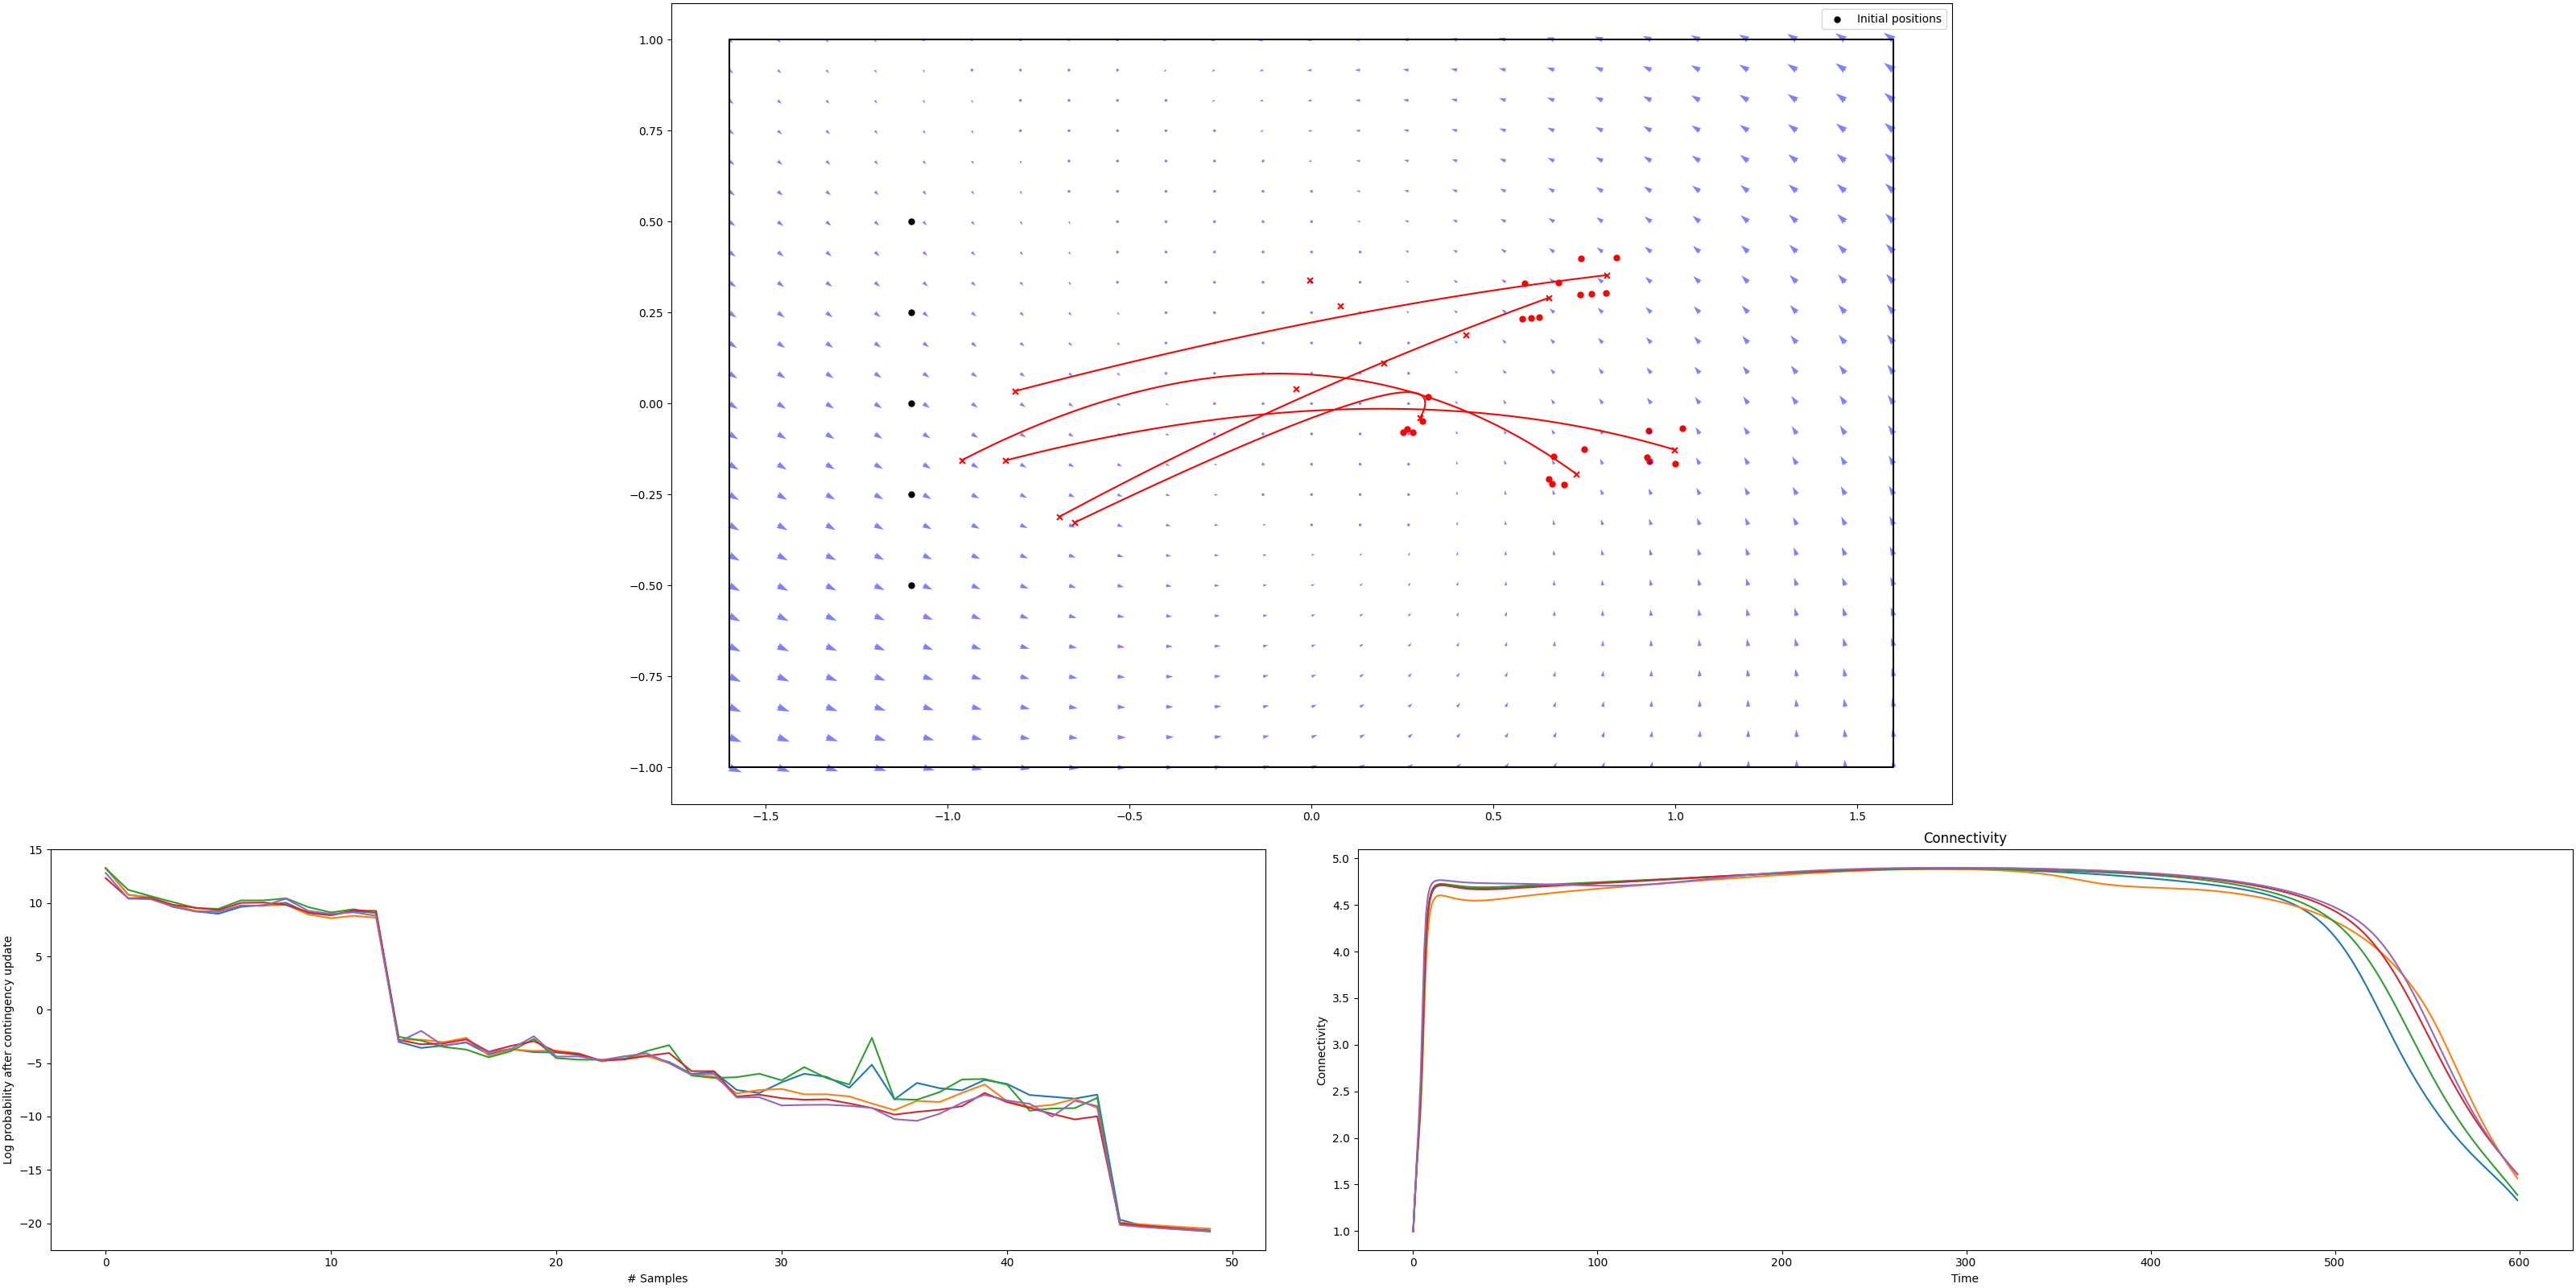 Initial positions
1.00
0.75
0.50
0.25
0.00
−0.25
−0.50
−0.75
−1.00
−1.5 −1.0 −0.5 0.0 0.5 1.0 1.5
15
10
5
0
−5
−10
−15
−20
Log probability after contingency update
0 10 20 30 40 50
# Samples
Connectivity
5.0
4.5
4.0
3.5
3.0
2.5
2.0
1.5
1.0
Connectivity
0 100 200 300 400 500 600
Time